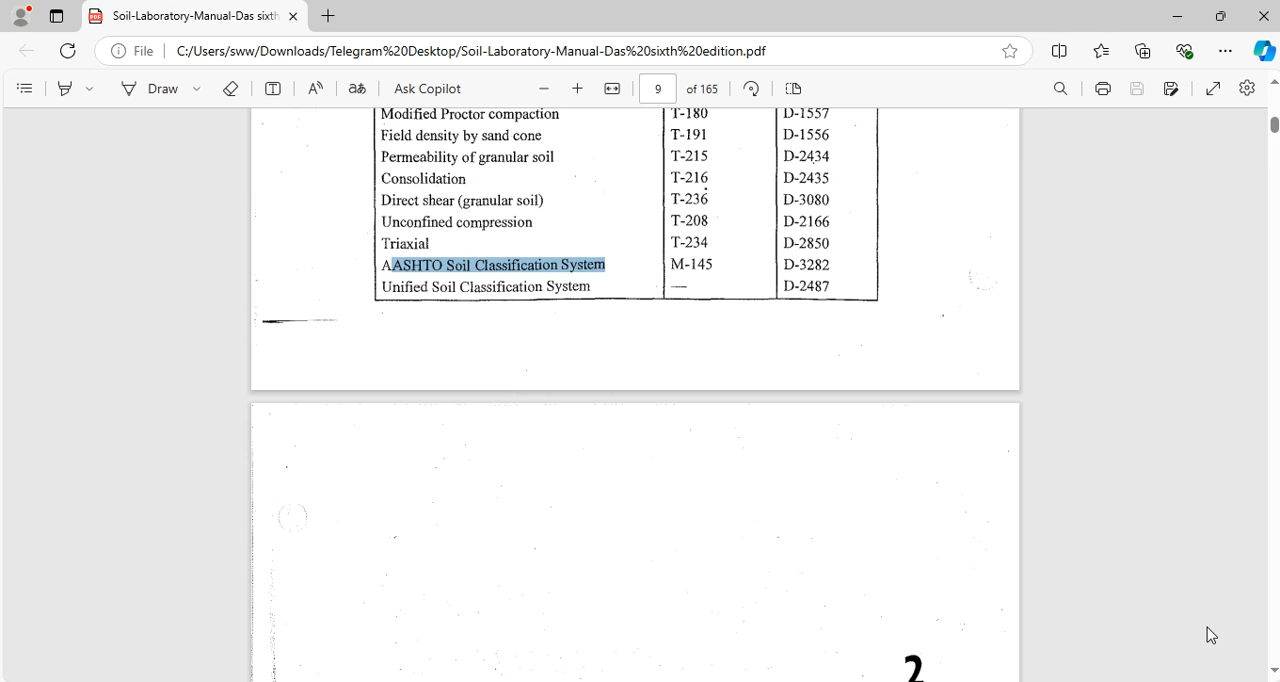 Soil-Laboratory-Manual-Das sixth
File
C:/Users/sww/Downloads/Telegram%20Desktop/Soil-Laboratory-Manual-Das%20sixth%20edition.pdf
Draw
T
A
aあ
Ask Copilot
9 of 165
Modified Proctor compaction T-180 D-1557
Field density by sand cone T-191 D-1556
Permeability of granular soil T-215 D-2434
Consolidation T-216 D-2435
Direct shear (granular soil) T-236 D-3080
Unconfined compression T-208 D-2166
Triaxial T-234 D-2850
AASHTO Soil Classification System M-145 D-3282
Unified Soil Classification System — D-2487
2